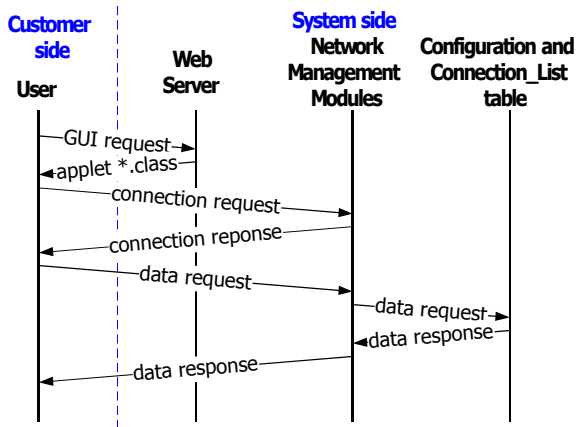 Customer
side
User
Web
Server
System side
Network
Management
Modules
Configuration and
Connection_List
table
GUI request
applet *.class
connection request
connection reponse
data request
data request
data response
data response